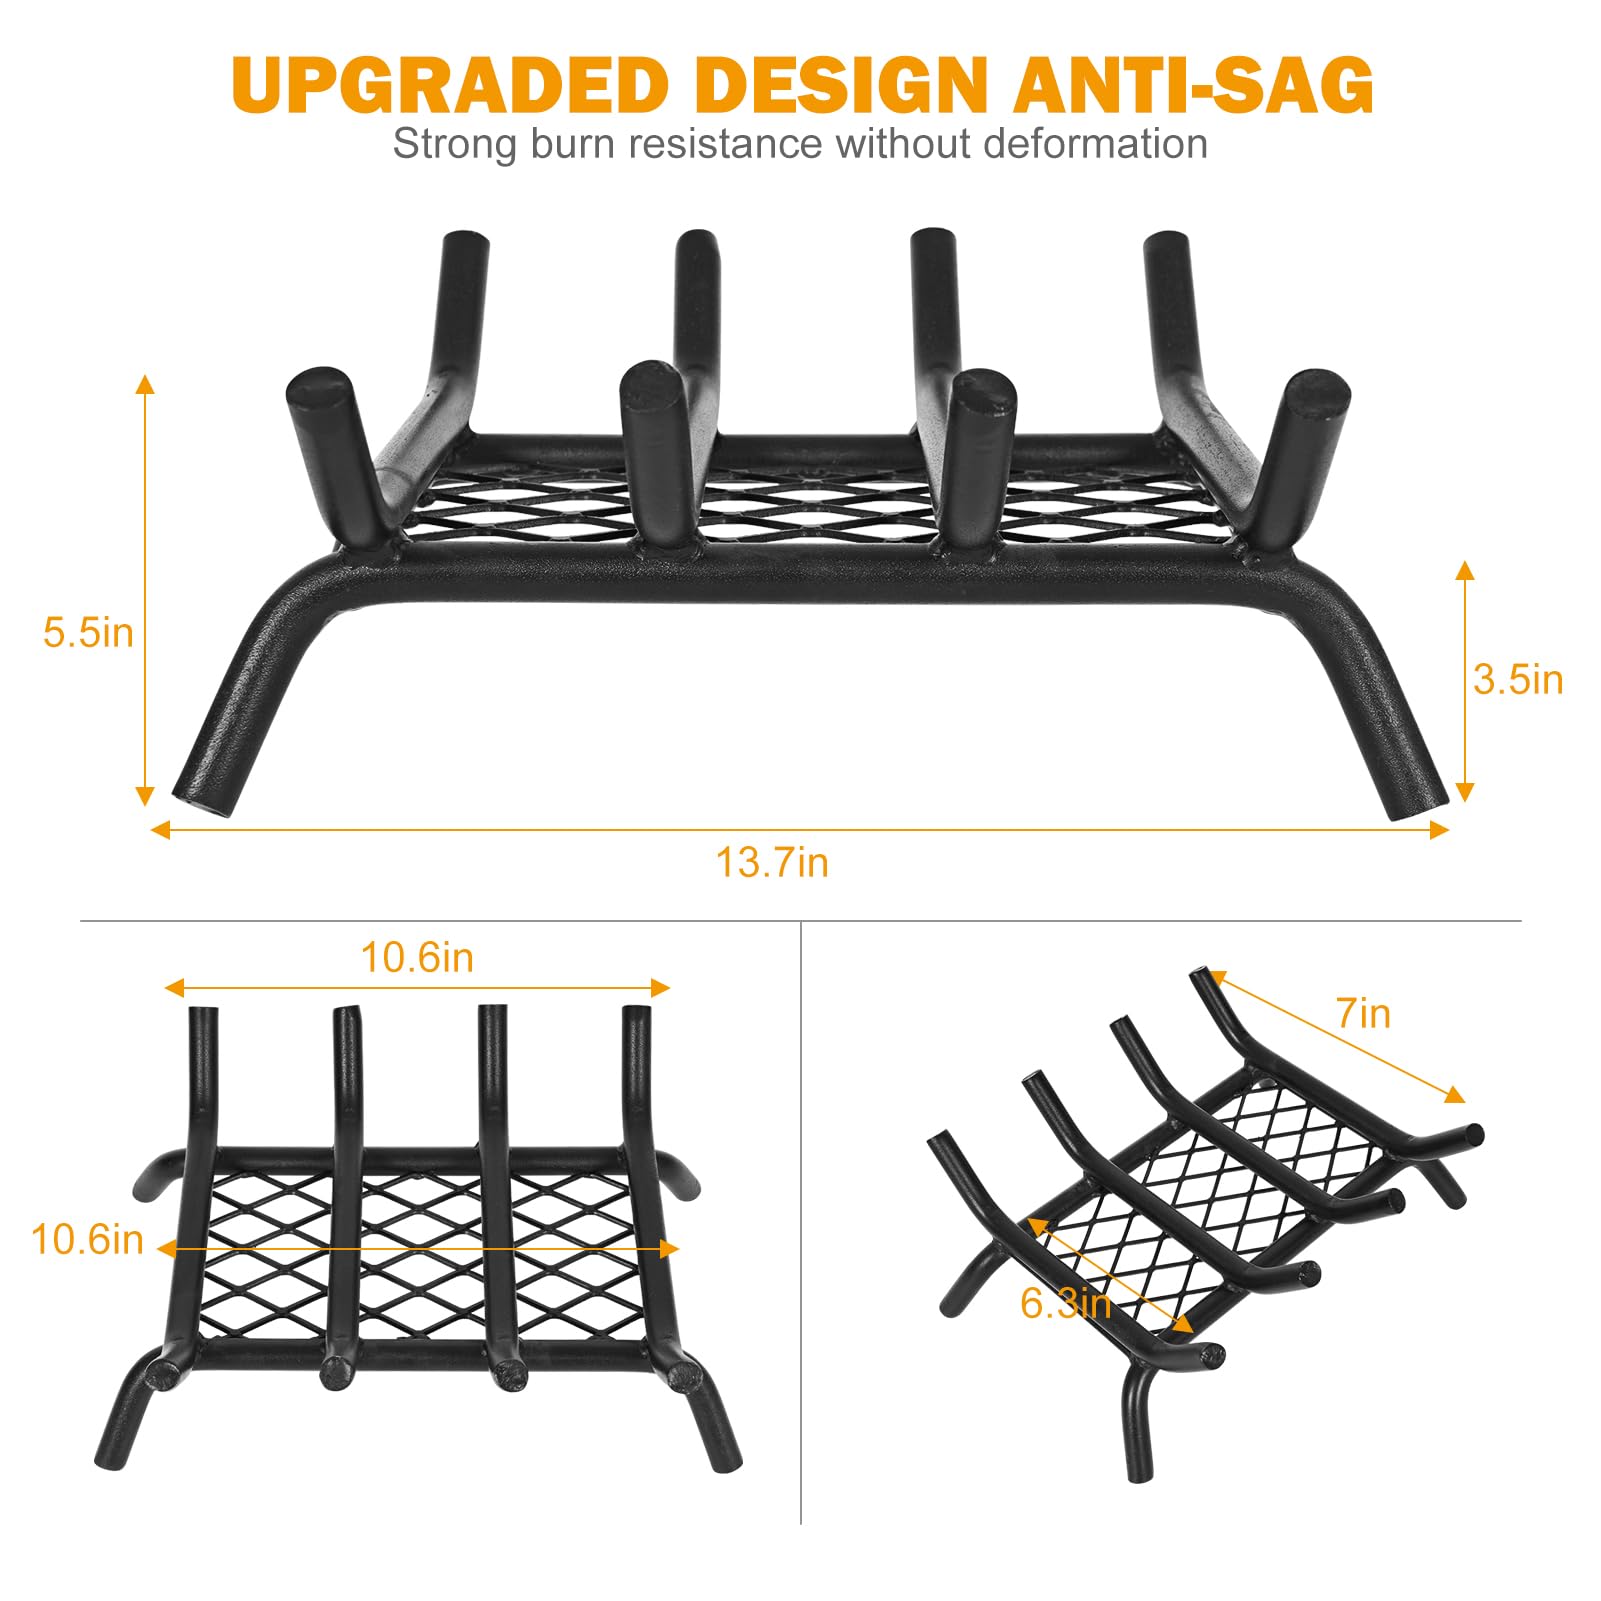 UPGRADED DESIGN ANTI-SAG
Strong burn resistance without deformation
5.5in
3.5in
13.7in
10.6in
10.6in
7in
6.3in